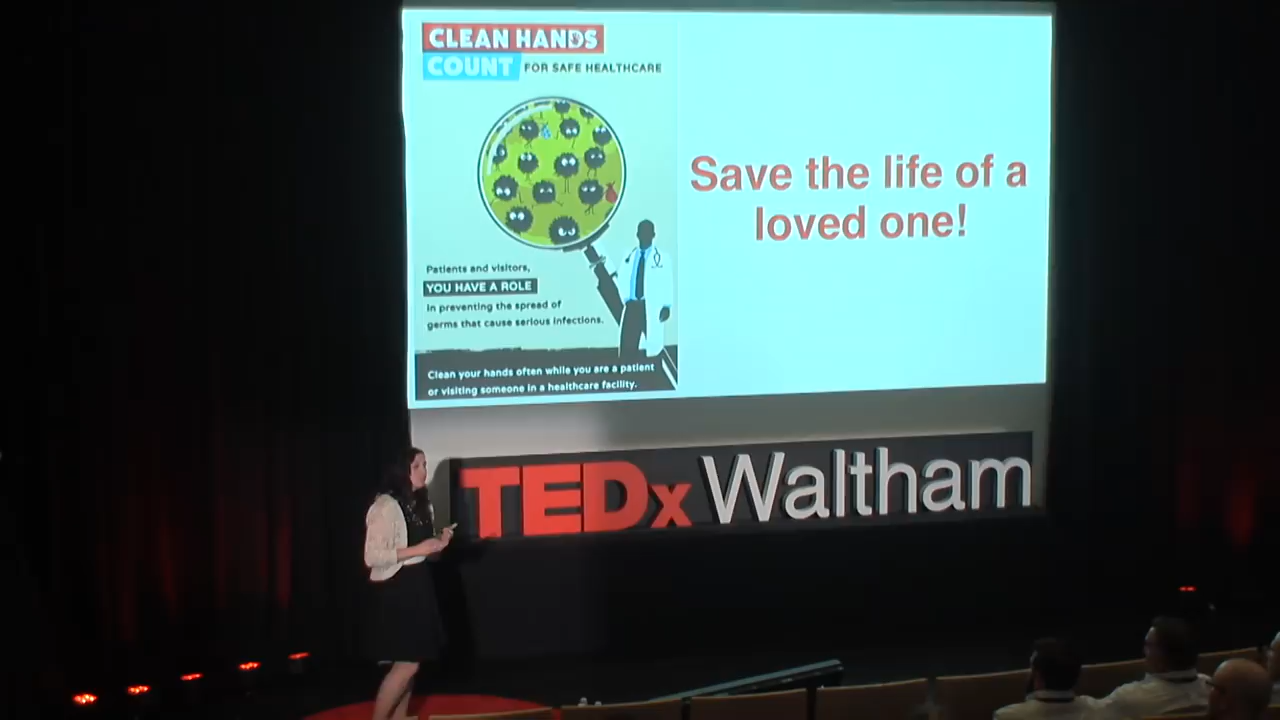 CLEAN HANDS
COUNT FOR SAFE HEALTHCARE
Patients and visitors,
YOU HAVE A ROLE
in preventing the spread of
germs that cause serious infections.
Clean your hands often while you are a patient
or visiting someone in a healthcare facility.
Save the life of a
loved one!
TEDx Waltham